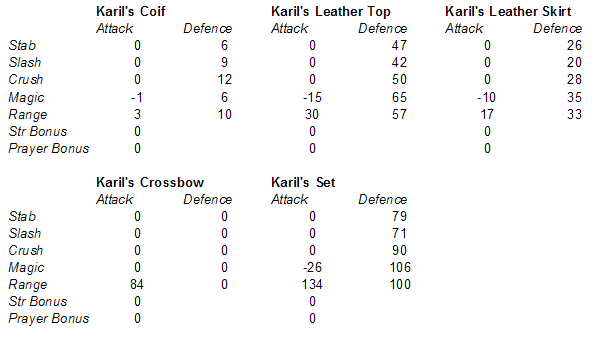 Karil's Coif Karil's Leather Top Karil's Leather Skirt
Attack Defence Attack Defence Attack Defence
Stab 0 6 0 47 0 26
Slash 0 9 0 42 0 20
Crush 0 12 0 50 0 28
Magic -1 6 -15 65 -10 35
Range 3 10 30 57 17 33
Str Bonus 0 0 0
Prayer Bonus 0 0 0
Karil's Crossbow Karil's Set
Attack Defence Attack Defence
Stab 0 0 0 79
Slash 0 0 0 71
Crush 0 0 0 90
Magic 0 0 -26 106
Range 84 0 134 100
Str Bonus 0 0
Prayer Bonus 0 0